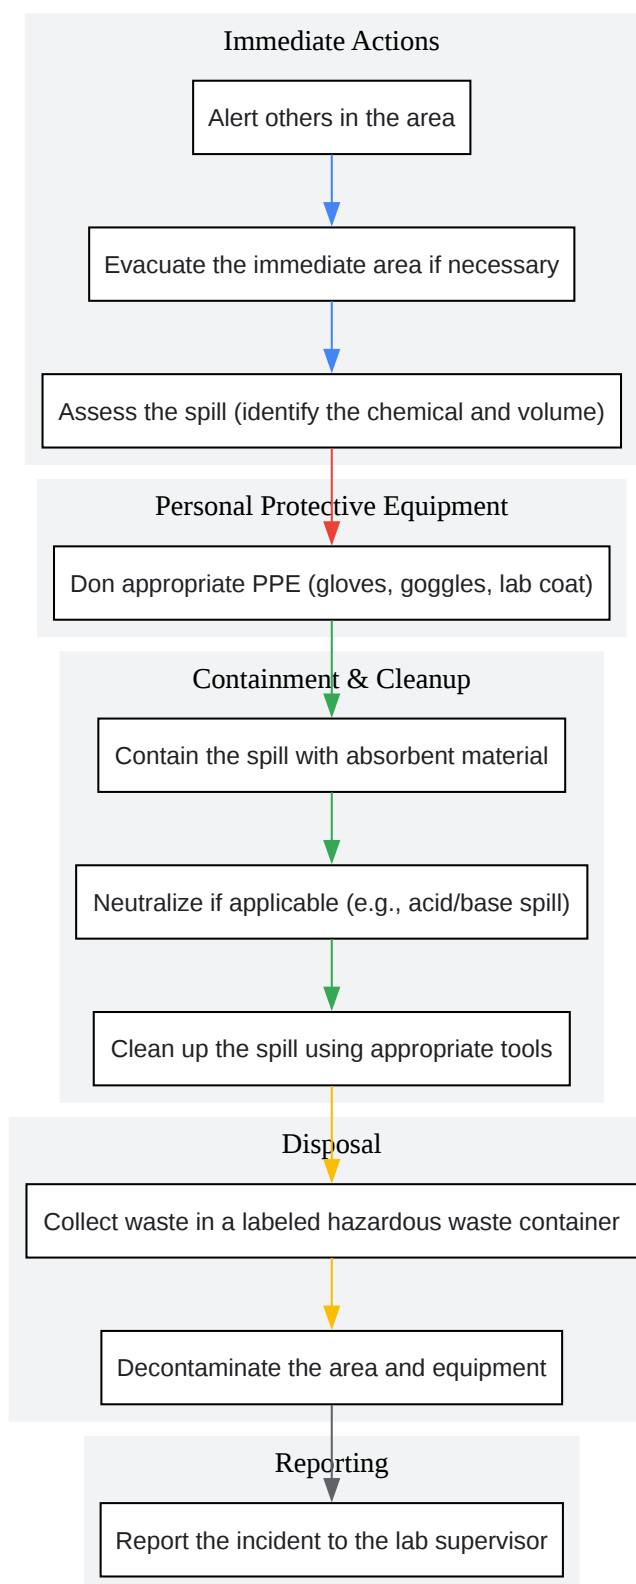 Immediate Actions
Alert others in the area
Evacuate the immediate area if necessary
Assess the spill (identify the chemical and volume)
Personal Protective Equipment
Don appropriate PPE (gloves, goggles, lab coat)
Containment & Cleanup
Contain the spill with absorbent material
Neutralize if applicable (e.g., acid/base spill)
Clean up the spill using appropriate tools
Disposal
Collect waste in a labeled hazardous waste container
Decontaminate the area and equipment
Reporting
Report the incident to the lab supervisor